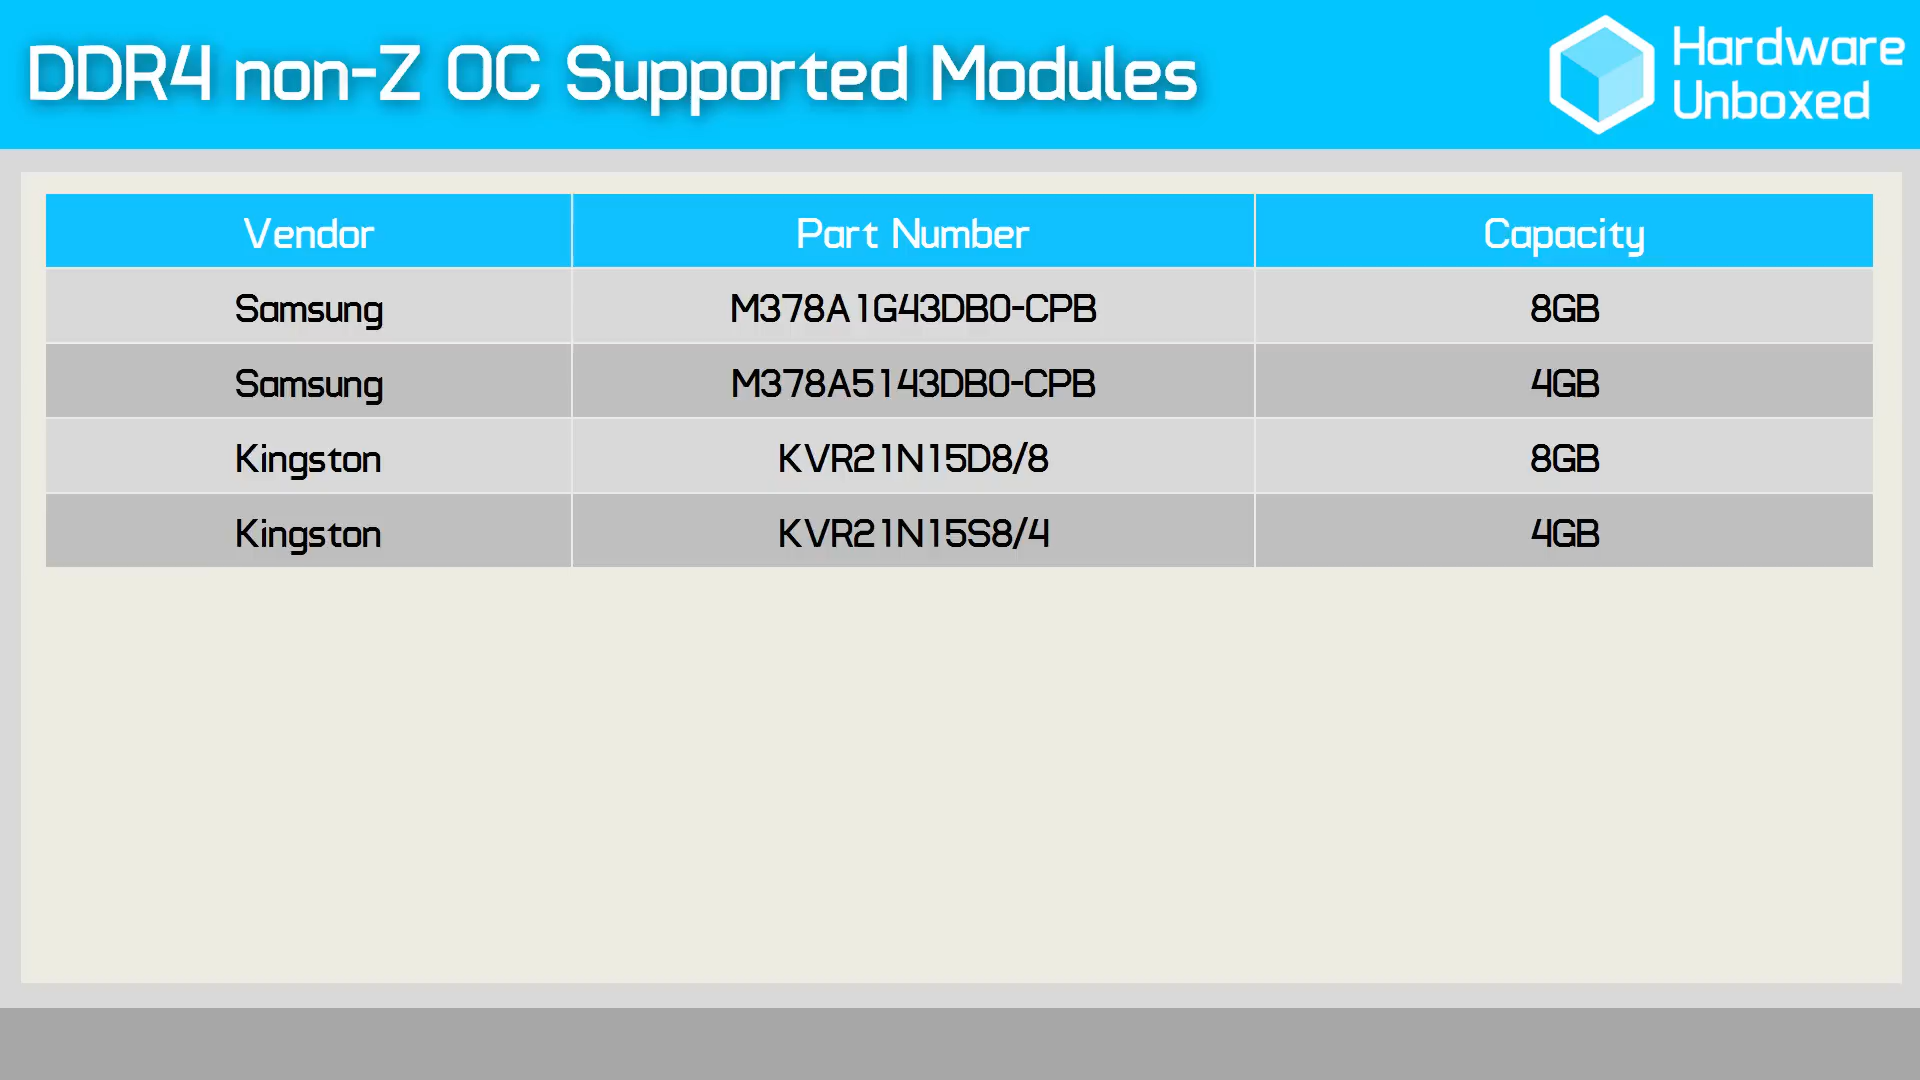 DDR4 non-Z OC Supported Modules
Hardware
Unboxed
Vendor Part Number Capacity
Samsung M378A1G43DB0-CPB 8GB
Samsung M378A5143DB0-CPB 4GB
Kingston KVR21N15D8/8 8GB
Kingston KVR21N15S8/4 4GB